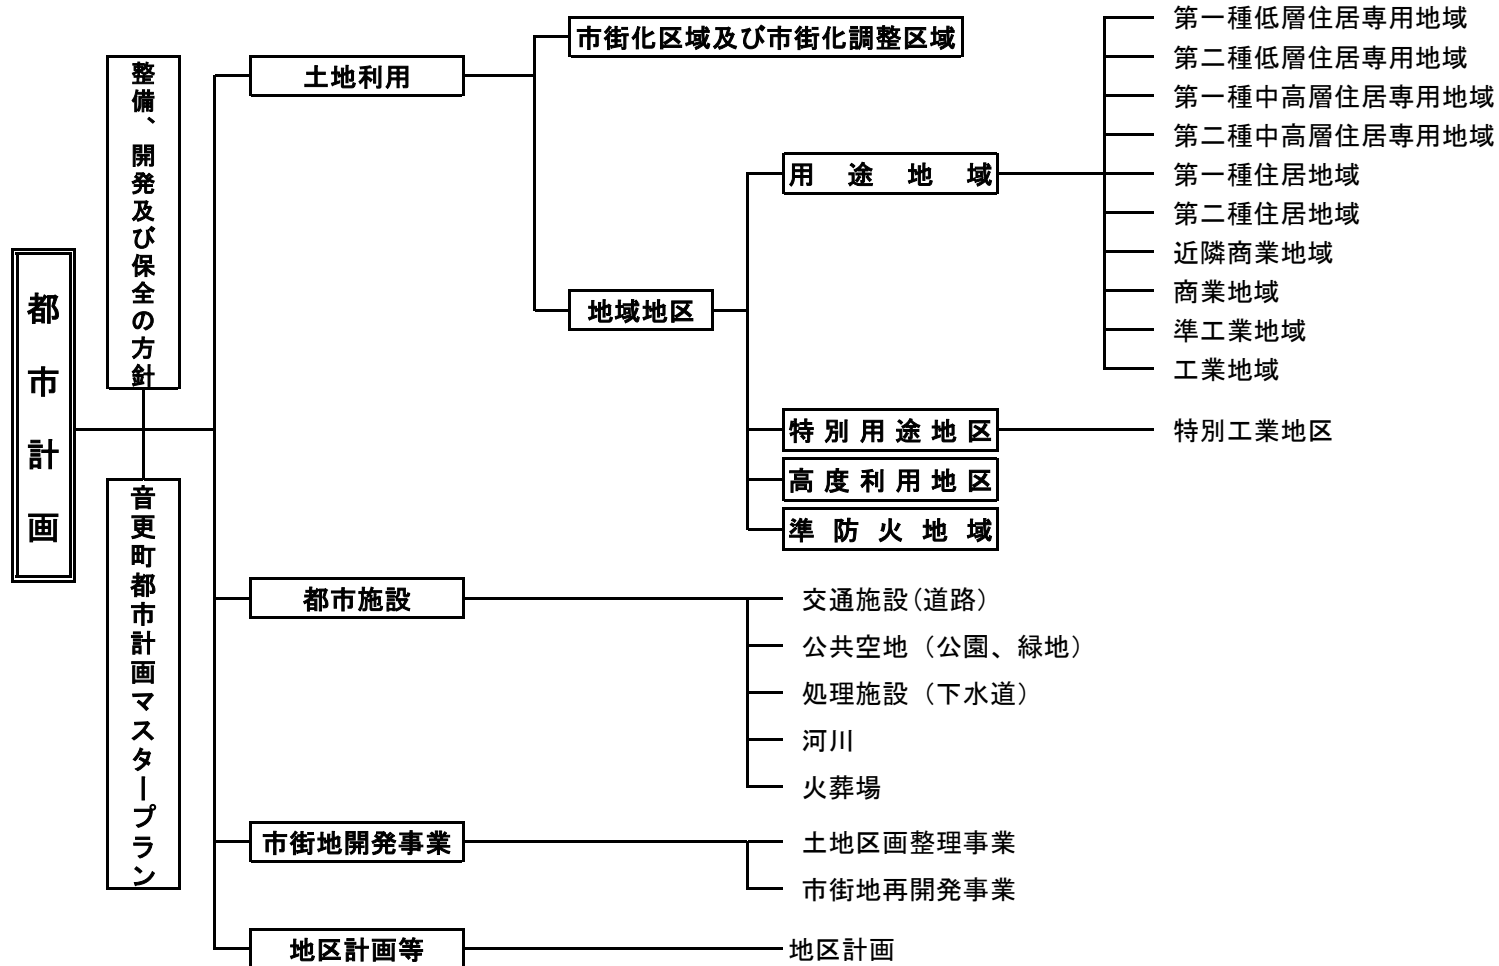 都市計画
整備、開発及び保全の方針
音更町都市計画マスタープラン
土地利用
市街化区域及び市街化調整区域
地域地区
用途地域
第一種低層住居専用地域
第二種低層住居専用地域
第一種中高層住居専用地域
第二種中高層住居専用地域
第一種住居地域
第二種住居地域
近隣商業地域
商業地域
準工業地域
工業地域
特別用途地区
特別工業地区
高度利用地区
準防火地域
都市施設
交通施設(道路)
公共空地（公園、緑地）
処理施設（下水道）
河川
火葬場
市街地開発事業
土地区画整理事業
市街地再開発事業
地区計画等
地区計画